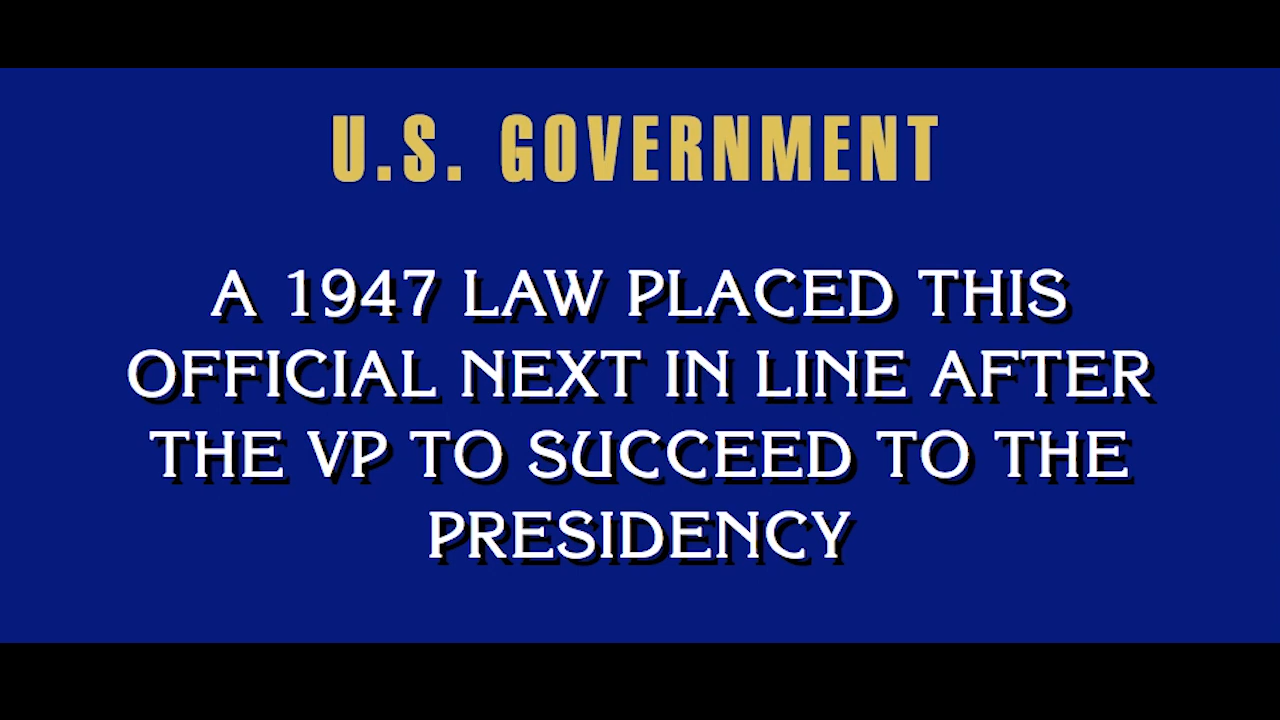 U.S. GOVERNMENT
A 1947 LAW PLACED THIS
OFFICIAL NEXT IN LINE AFTER
THE VP TO SUCCEED TO THE
PRESIDENCY